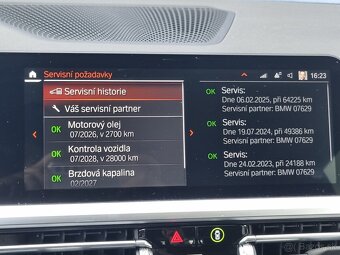 Servisní požadavky
16:23
Servisní historie
Váš servisní partner
OK Motorový olej
07/2026, v 2700 km
OK Kontrola vozidla
07/2028, v 28000 km
OK Brzdová kapalina
02/2027
Servis:
OK Dne 06.02.2025, při 64225 km
Servisní partner: BMW 07629
Servis:
OK Dne 19.07.2024, při 49386 km
Servisní partner: BMW 07629
Servis:
OK Dne 24.02.2023, při 24188 km
Servisní partner: BMW 07629